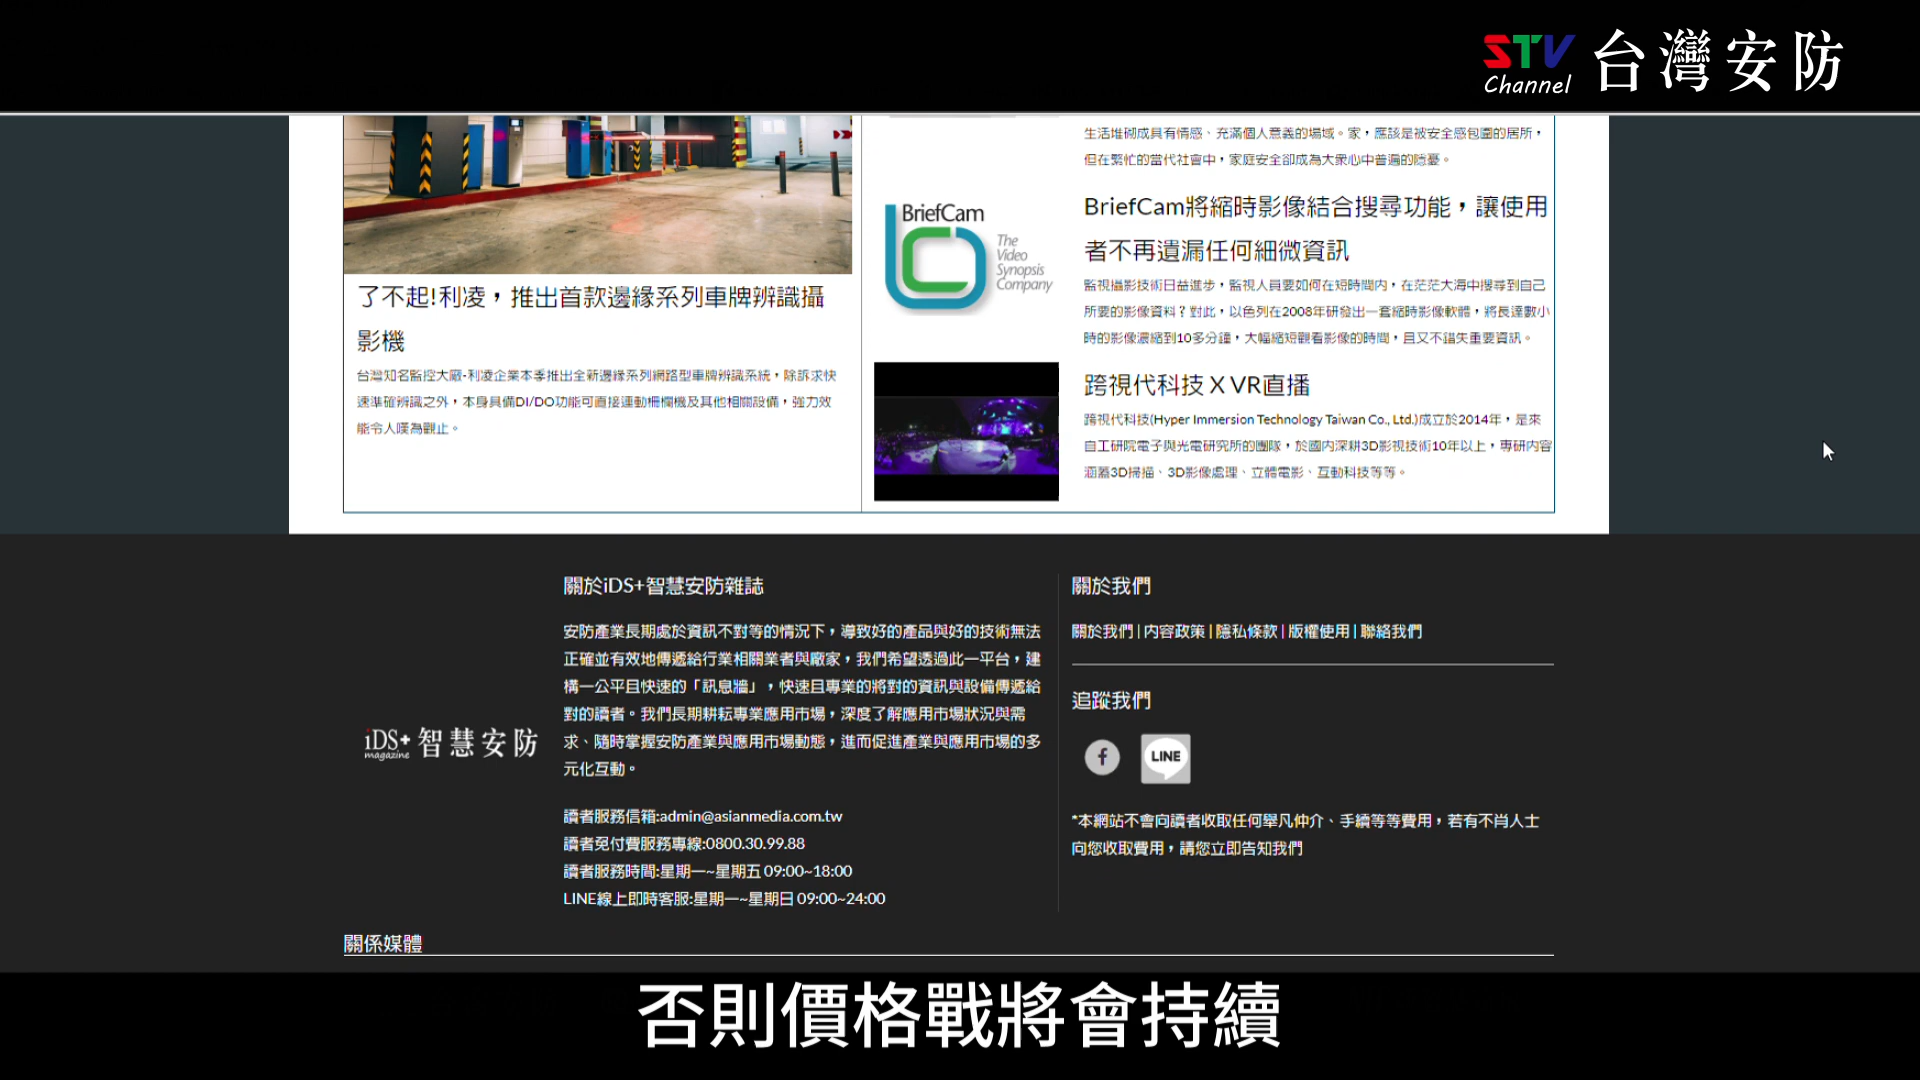 STV
Channel
台灣安防
生活堆砌成具有情感、充滿個人意義的場域。家，應該是被安全感包圍的居所，
但在繁忙的當代社會中，家庭安全卻成為大眾心中普遍的隱憂。
BriefCam
The
Video
Synopsis
Company
BriefCam將縮時影像結合搜尋功能，讓使用
者不再遺漏任何細微資訊
監視攝影技術日益進步，監視人員要如何在短時間內，在茫茫大海中搜尋到自己
所要的影像資料？對此，以色列在2008年研發出一套縮時影像軟體，將長達數小
時的影像濃縮到10多分鐘，大幅縮短觀看影像的時間，且又不錯失重要資訊。
了不起!利凌，推出首款邊緣系列車牌辨識攝
影機
台灣知名監控大廠-利凌企業本季推出全新邊緣系列網路型車牌辨識系統，除訴求快
速準確辨識之外，本身具備DI/DO功能可直接連動柵欄機及其他相關設備，強力效
能令人嘆為觀止。
跨視代科技 X VR直播
跨視代科技(Hyper Immersion Technology Taiwan Co., Ltd.)成立於2014年，是來
自工研院電子與光電研究所的團隊，於國內深耕3D影視技術10年以上，專研內容
涵蓋3D掃描、3D影像處理、立體電影、互動科技等等。
iDS+
magazine
智慧安防
關於iDS+智慧安防雜誌
安防產業長期處於資訊不對等的情況下，導致好的產品與好的技術無法
正確並有效地傳遞給行業相關業者與廠家，我們希望透過此一平台，建
構一公平且快速的「訊息牆」，快速且專業的將對的資訊與設備傳遞給
對的讀者。我們長期耕耘專業應用市場，深度了解應用市場狀況與需
求、隨時掌握安防產業與應用市場動態，進而促進產業與應用市場的多
元化互動。
讀者服務信箱:admin@asianmedia.com.tw
讀者免付費服務專線:0800.30.99.88
讀者服務時間:星期一~星期五 09:00~18:00
LINE線上即時客服:星期一~星期日 09:00~24:00
關於我們
關於我們 | 內容政策 | 隱私條款 | 版權使用 | 聯絡我們
追蹤我們
f
LINE
*本網站不會向讀者收取任何舉凡仲介、手續等等費用，若有不肖人士
向您收取費用，請您立即告知我們
關係媒體
否則價格戰將會持續